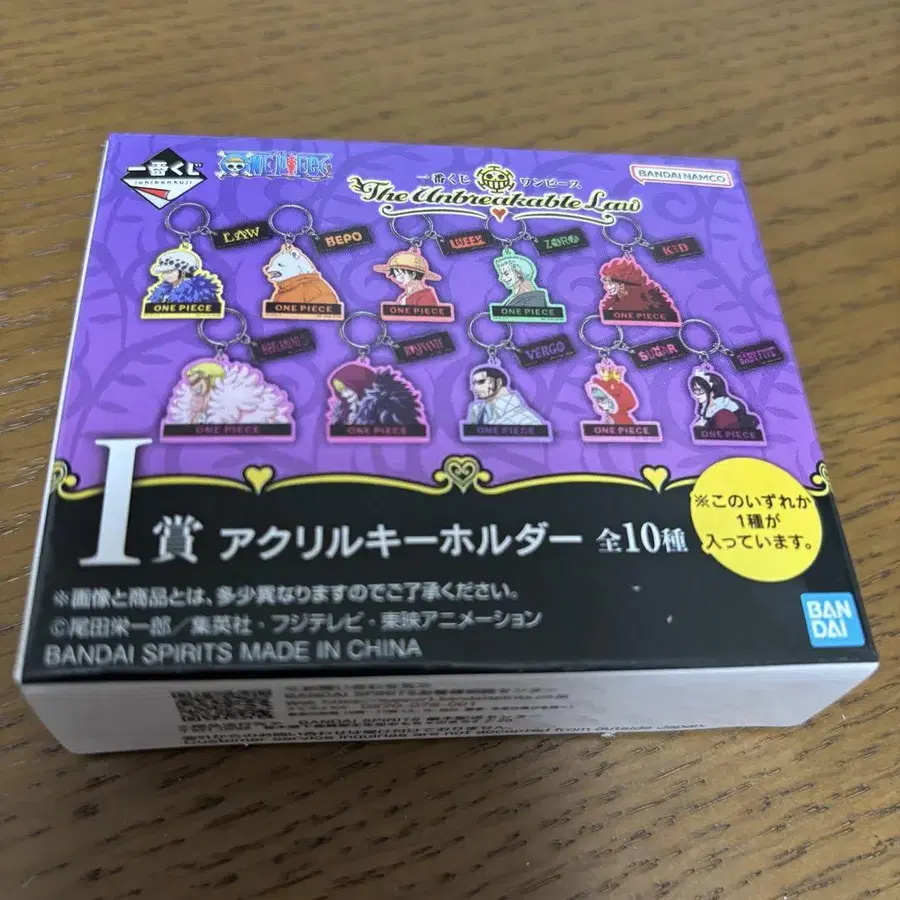 一番くじ
ichibankuji
ONE PIECE
一番くじ ワンピース
The Unbreakable Law
BANDAI NAMCO
LAW
BEPO
LUFFY
ZORO
KID
ONE PIECE
ONE PIECE
ONE PIECE
ONE PIECE
ONE PIECE
VERGO
SUGAR
BABY 5
ONE PIECE
ONE PIECE
ONE PIECE
ONE PIECE
ONE PIECE
I賞 アクリルキーホルダー 全10種
※このいずれか
1種が
入っています。
※画像と商品とは、多少異なりますのでご了承ください。
©尾田栄一郎／集英社・フジテレビ・東映アニメーション
BANDAI SPIRITS MADE IN CHINA
BAN
DAI